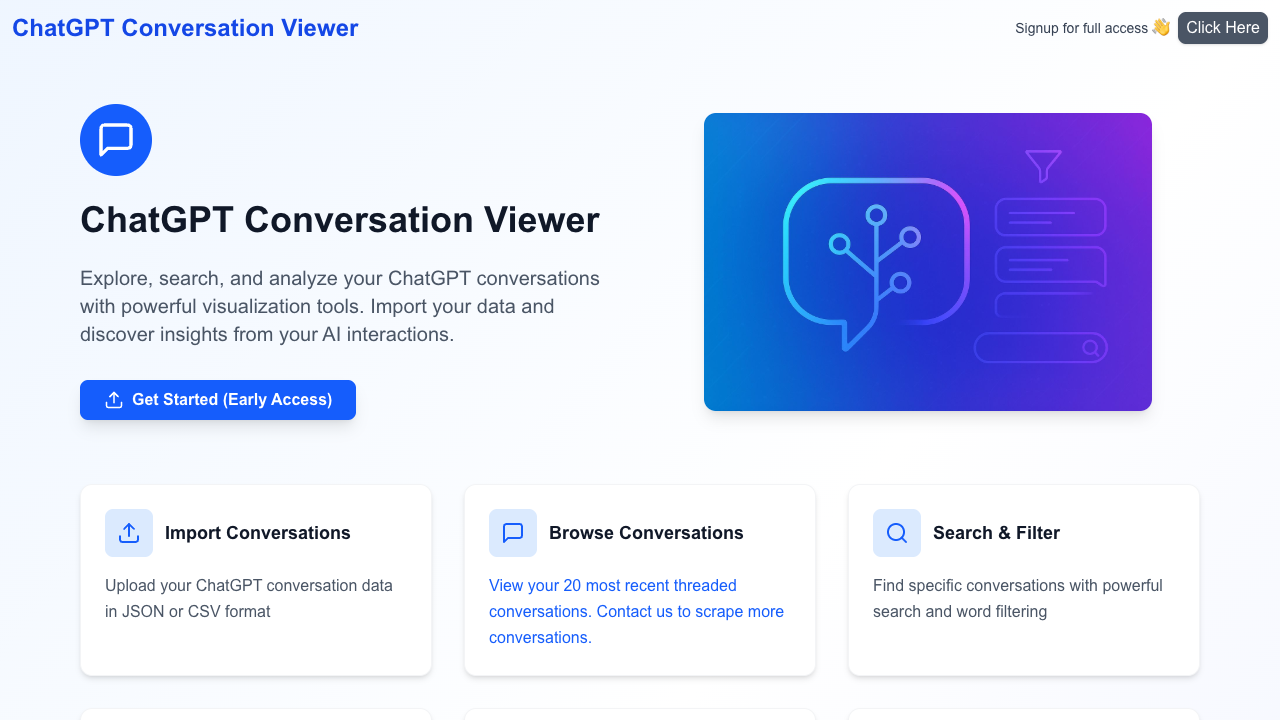 ChatGPT Conversation Viewer
Signup for full access 👋
Click Here
ChatGPT Conversation Viewer
Explore, search, and analyze your ChatGPT conversations
with powerful visualization tools. Import your data and
discover insights from your AI interactions.
Get Started (Early Access)
Import Conversations
Upload your ChatGPT conversation data
in JSON or CSV format
Browse Conversations
View your 20 most recent threaded
conversations. Contact us to scrape more
conversations.
Search & Filter
Find specific conversations with powerful
search and word filtering